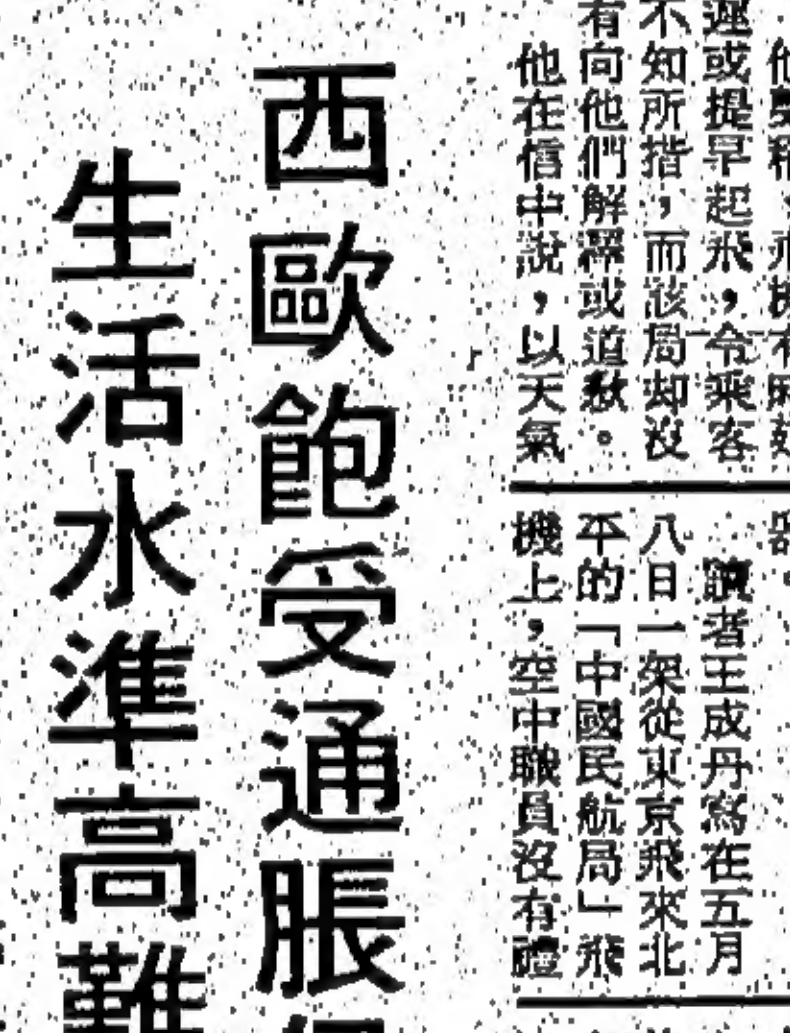 遲或提早起飛，令乘客
不知所措，而該局却沒
有向他們解釋或道歉。
他在信中說，以天氣
讀者王成丹寫在五月
八日一架從東京飛來北
平的「中國民航局」飛
機上，空中職員沒有禮
西歐飽受通脹
生活水準高難